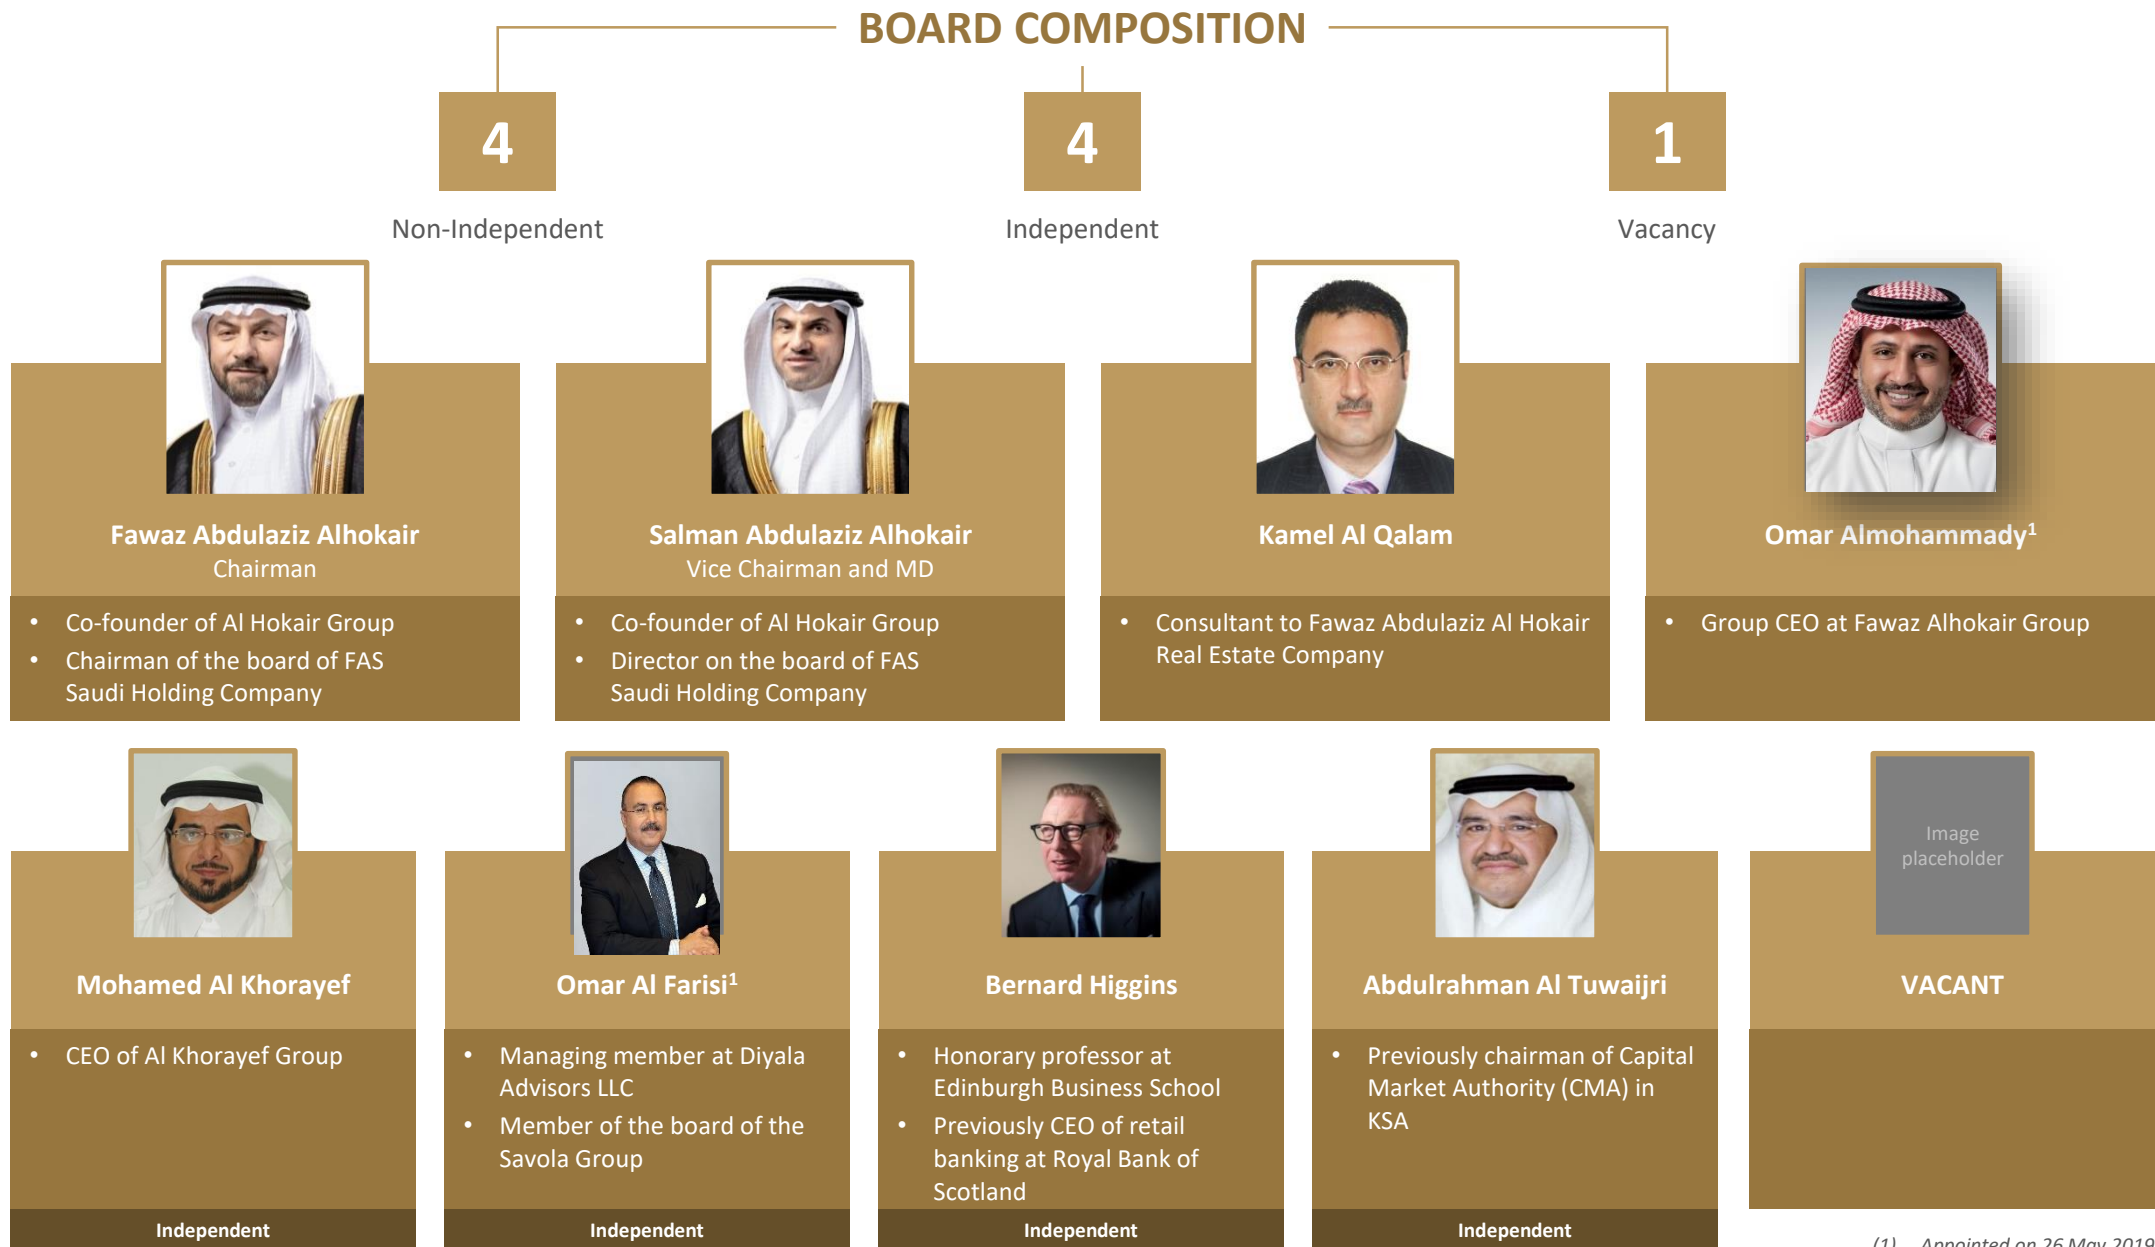 BOARD COMPOSITION
4
4
1
Non-Independent
Independent
Vacancy
Fawaz Abdulaziz Alhokair
Chairman
• Co-founder of Al Hokair Group
• Chairman of the board of FAS
Saudi Holding Company
Salman Abdulaziz Alhokair
Vice Chairman and MD
• Co-founder of Al Hokair Group
• Director on the board of FAS
Saudi Holding Company
Kamel Al Qalam
• Consultant to Fawaz Abdulaziz Al Hokair
Real Estate Company
Omar Almohammady¹
• Group CEO at Fawaz Alhokair Group
Mohamed Al Khorayef
• CEO of Al Khorayef Group
Independent
Omar Al Farisi¹
• Managing member at Diyala
Advisors LLC
• Member of the board of the
Savola Group
Independent
Bernard Higgins
• Honorary professor at
Edinburgh Business School
• Previously CEO of retail
banking at Royal Bank of
Scotland
Independent
Abdulrahman Al Tuwaijri
• Previously chairman of Capital
Market Authority (CMA) in
KSA
Independent
Image
placeholder
VACANT
(1) Appointed on 26 May 2019